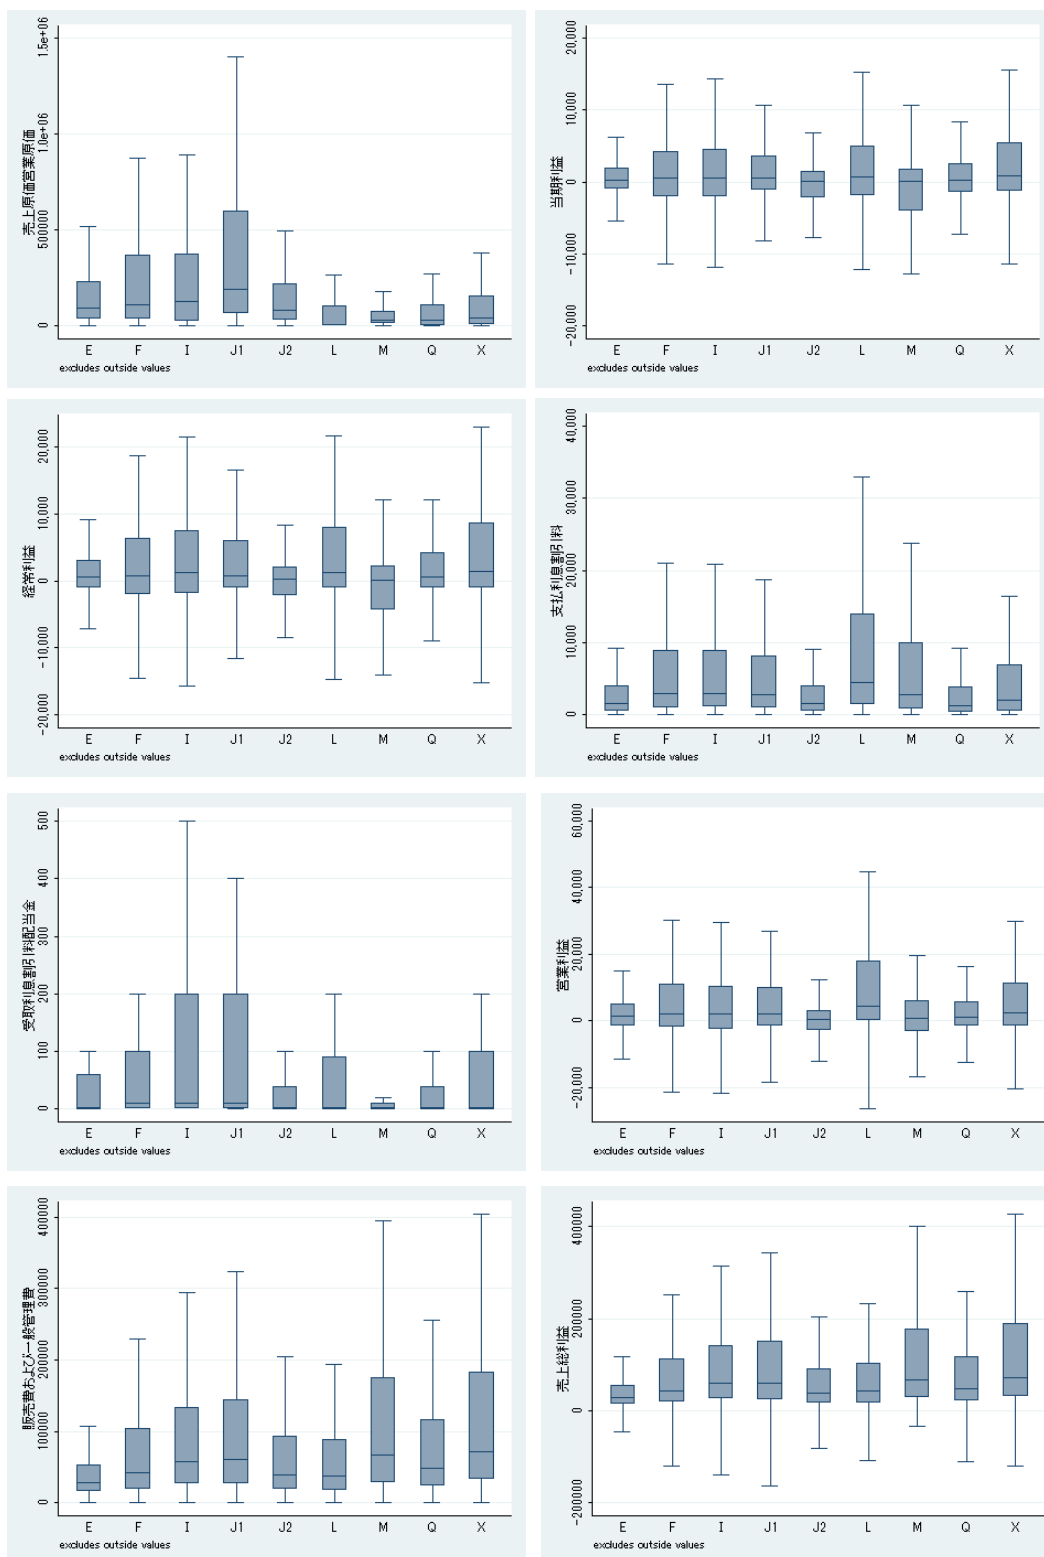 売上原価営業原価
1.5e+06
1.0e+06
500000
0
E F I J1 J2 L M Q X
excludes outside values
当期利益
20,000
10,000
0
-10,000
-20,000
E F I J1 J2 L M Q X
excludes outside values
経常利益
20,000
10,000
0
-10,000
-20,000
E F I J1 J2 L M Q X
excludes outside values
支払利息割引料
40,000
30,000
20,000
10,000
0
E F I J1 J2 L M Q X
excludes outside values
受取利息割引料配当金
500
400
300
200
100
0
E F I J1 J2 L M Q X
excludes outside values
営業利益
60,000
40,000
20,000
0
-20,000
E F I J1 J2 L M Q X
excludes outside values
販売費および一般管理費
400000
300000
200000
100000
0
E F I J1 J2 L M Q X
excludes outside values
売上総利益
400000
200000
0
-200000
E F I J1 J2 L M Q X
excludes outside values